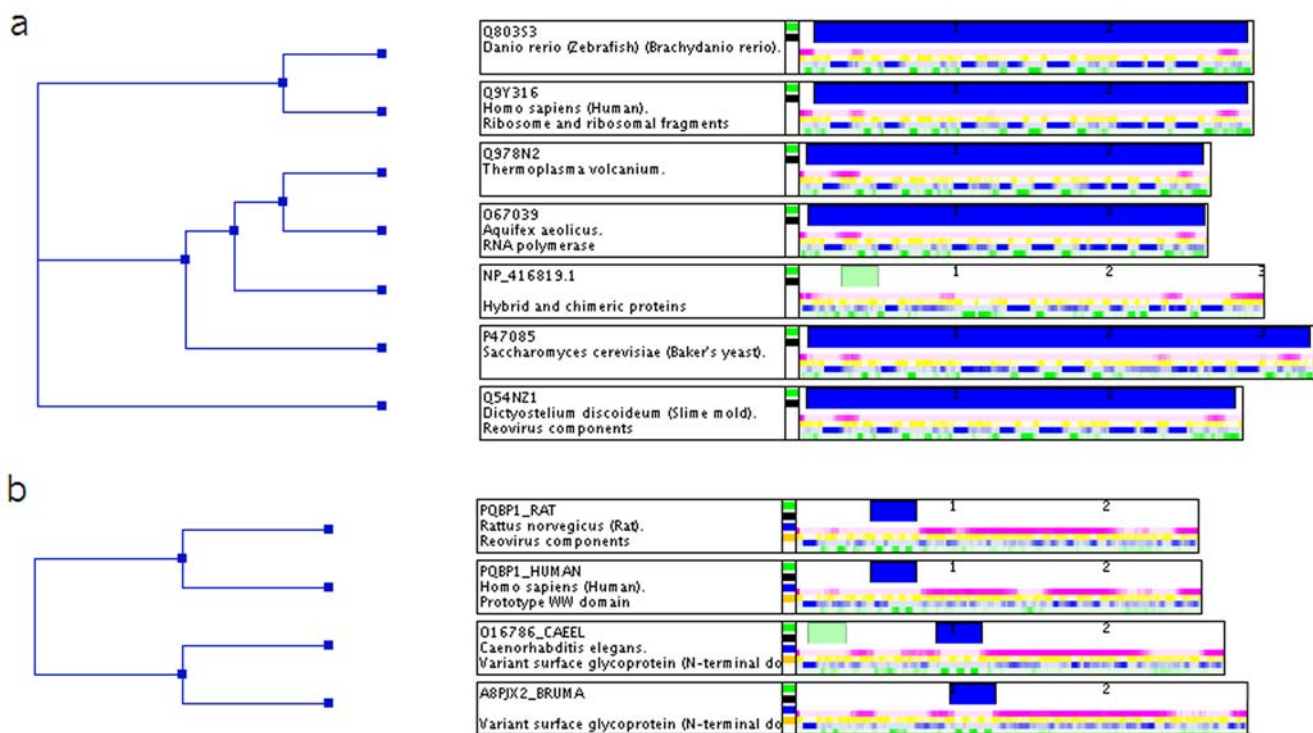 a
Q803S3
Danio rerio (Zebrafish) (Brachydanio rerio).
1 2
Q9Y316
Homo sapiens (Human).
Ribosome and ribosomal fragments
1 2
Q978N2
Thermoplasma volcanium.
1 2
O67039
Aquifex aeolicus.
RNA polymerase
1 2
NP_416819.1
Hybrid and chimeric proteins
1 2 3
P47085
Saccharomyces cerevisiae (Baker's yeast).
1 2 3
Q54NZ1
Dictyostelium discoideum (Slime mold).
Reovirus components
1 2
b
PQBP1_RAT
Rattus norvegicus (Rat).
Reovirus components
1 2
PQBP1_HUMAN
Homo sapiens (Human).
Prototype WW domain
1 2
O16786_CAEEL
Caenorhabditis elegans.
Variant surface glycoprotein (N-terminal do
1 2
A8PJX2_BRUMA
Variant surface glycoprotein (N-terminal do
1 2